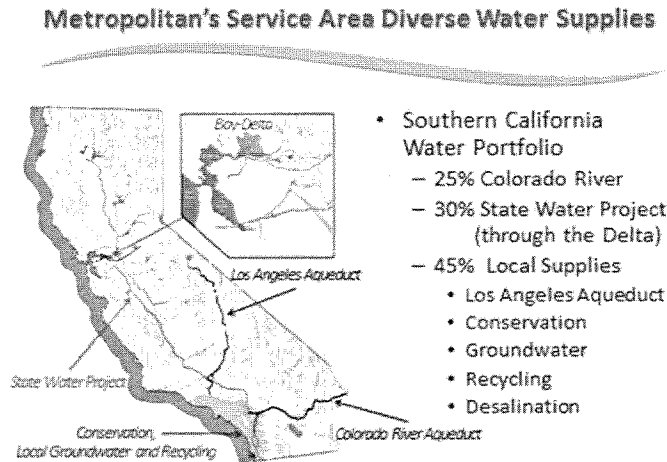 Metropolitan's Service Area Diverse Water Supplies
Bay-Delta
Los Angeles Aqueduct
State Water Project
Conservation,
Local Groundwater and Recycling
Colorado River Aqueduct
• Southern California
Water Portfolio
– 25% Colorado River
– 30% State Water Project
(through the Delta)
– 45% Local Supplies
• Los Angeles Aqueduct
• Conservation
• Groundwater
• Recycling
• Desalination